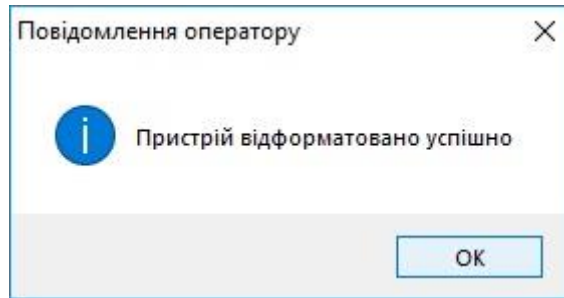 Повідомлення оператору
Пристрій відформатовано успішно
OK